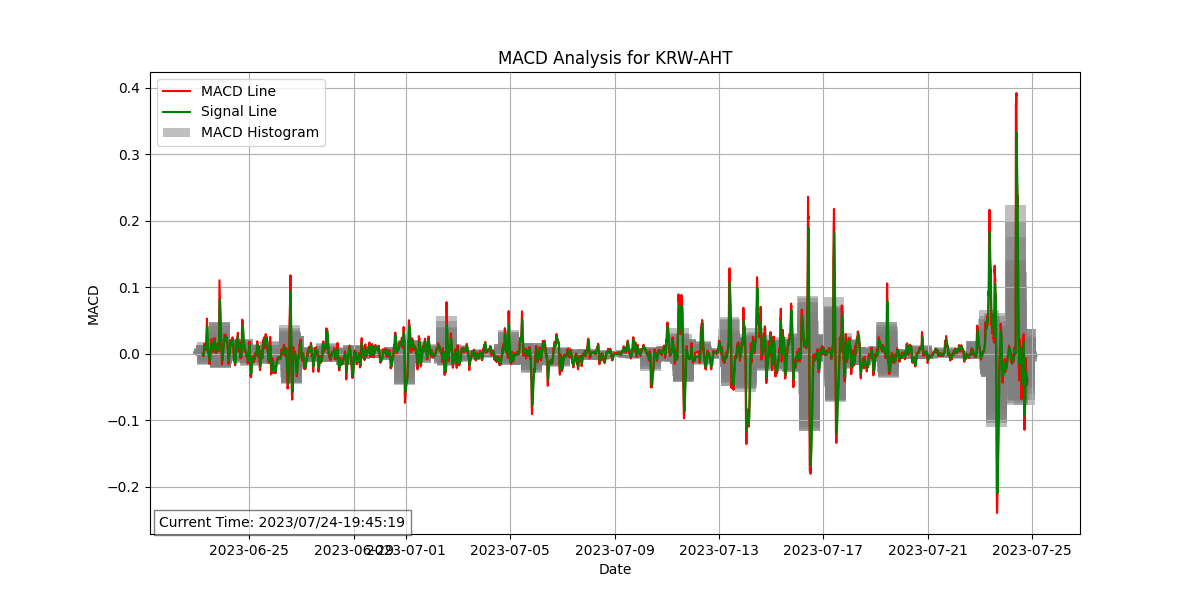 MACD Analysis for KRW-AHT
MACD Line
Signal Line
MACD Histogram
0.4
0.3
0.2
0.1
0.0
−0.1
−0.2
MACD
Current Time: 2023/07/24-19:45:19
2023-06-25 2023-06-29 2023-07-01 2023-07-05 2023-07-09 2023-07-13 2023-07-17 2023-07-21 2023-07-25
Date